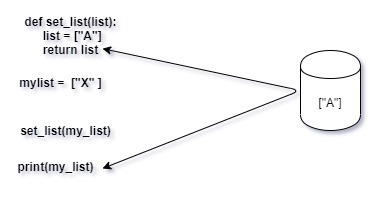 def set_list(list):
list = ["A"]
return list
mylist = ["X" ]
["A"]
set_list(my_list)
print(my_list)